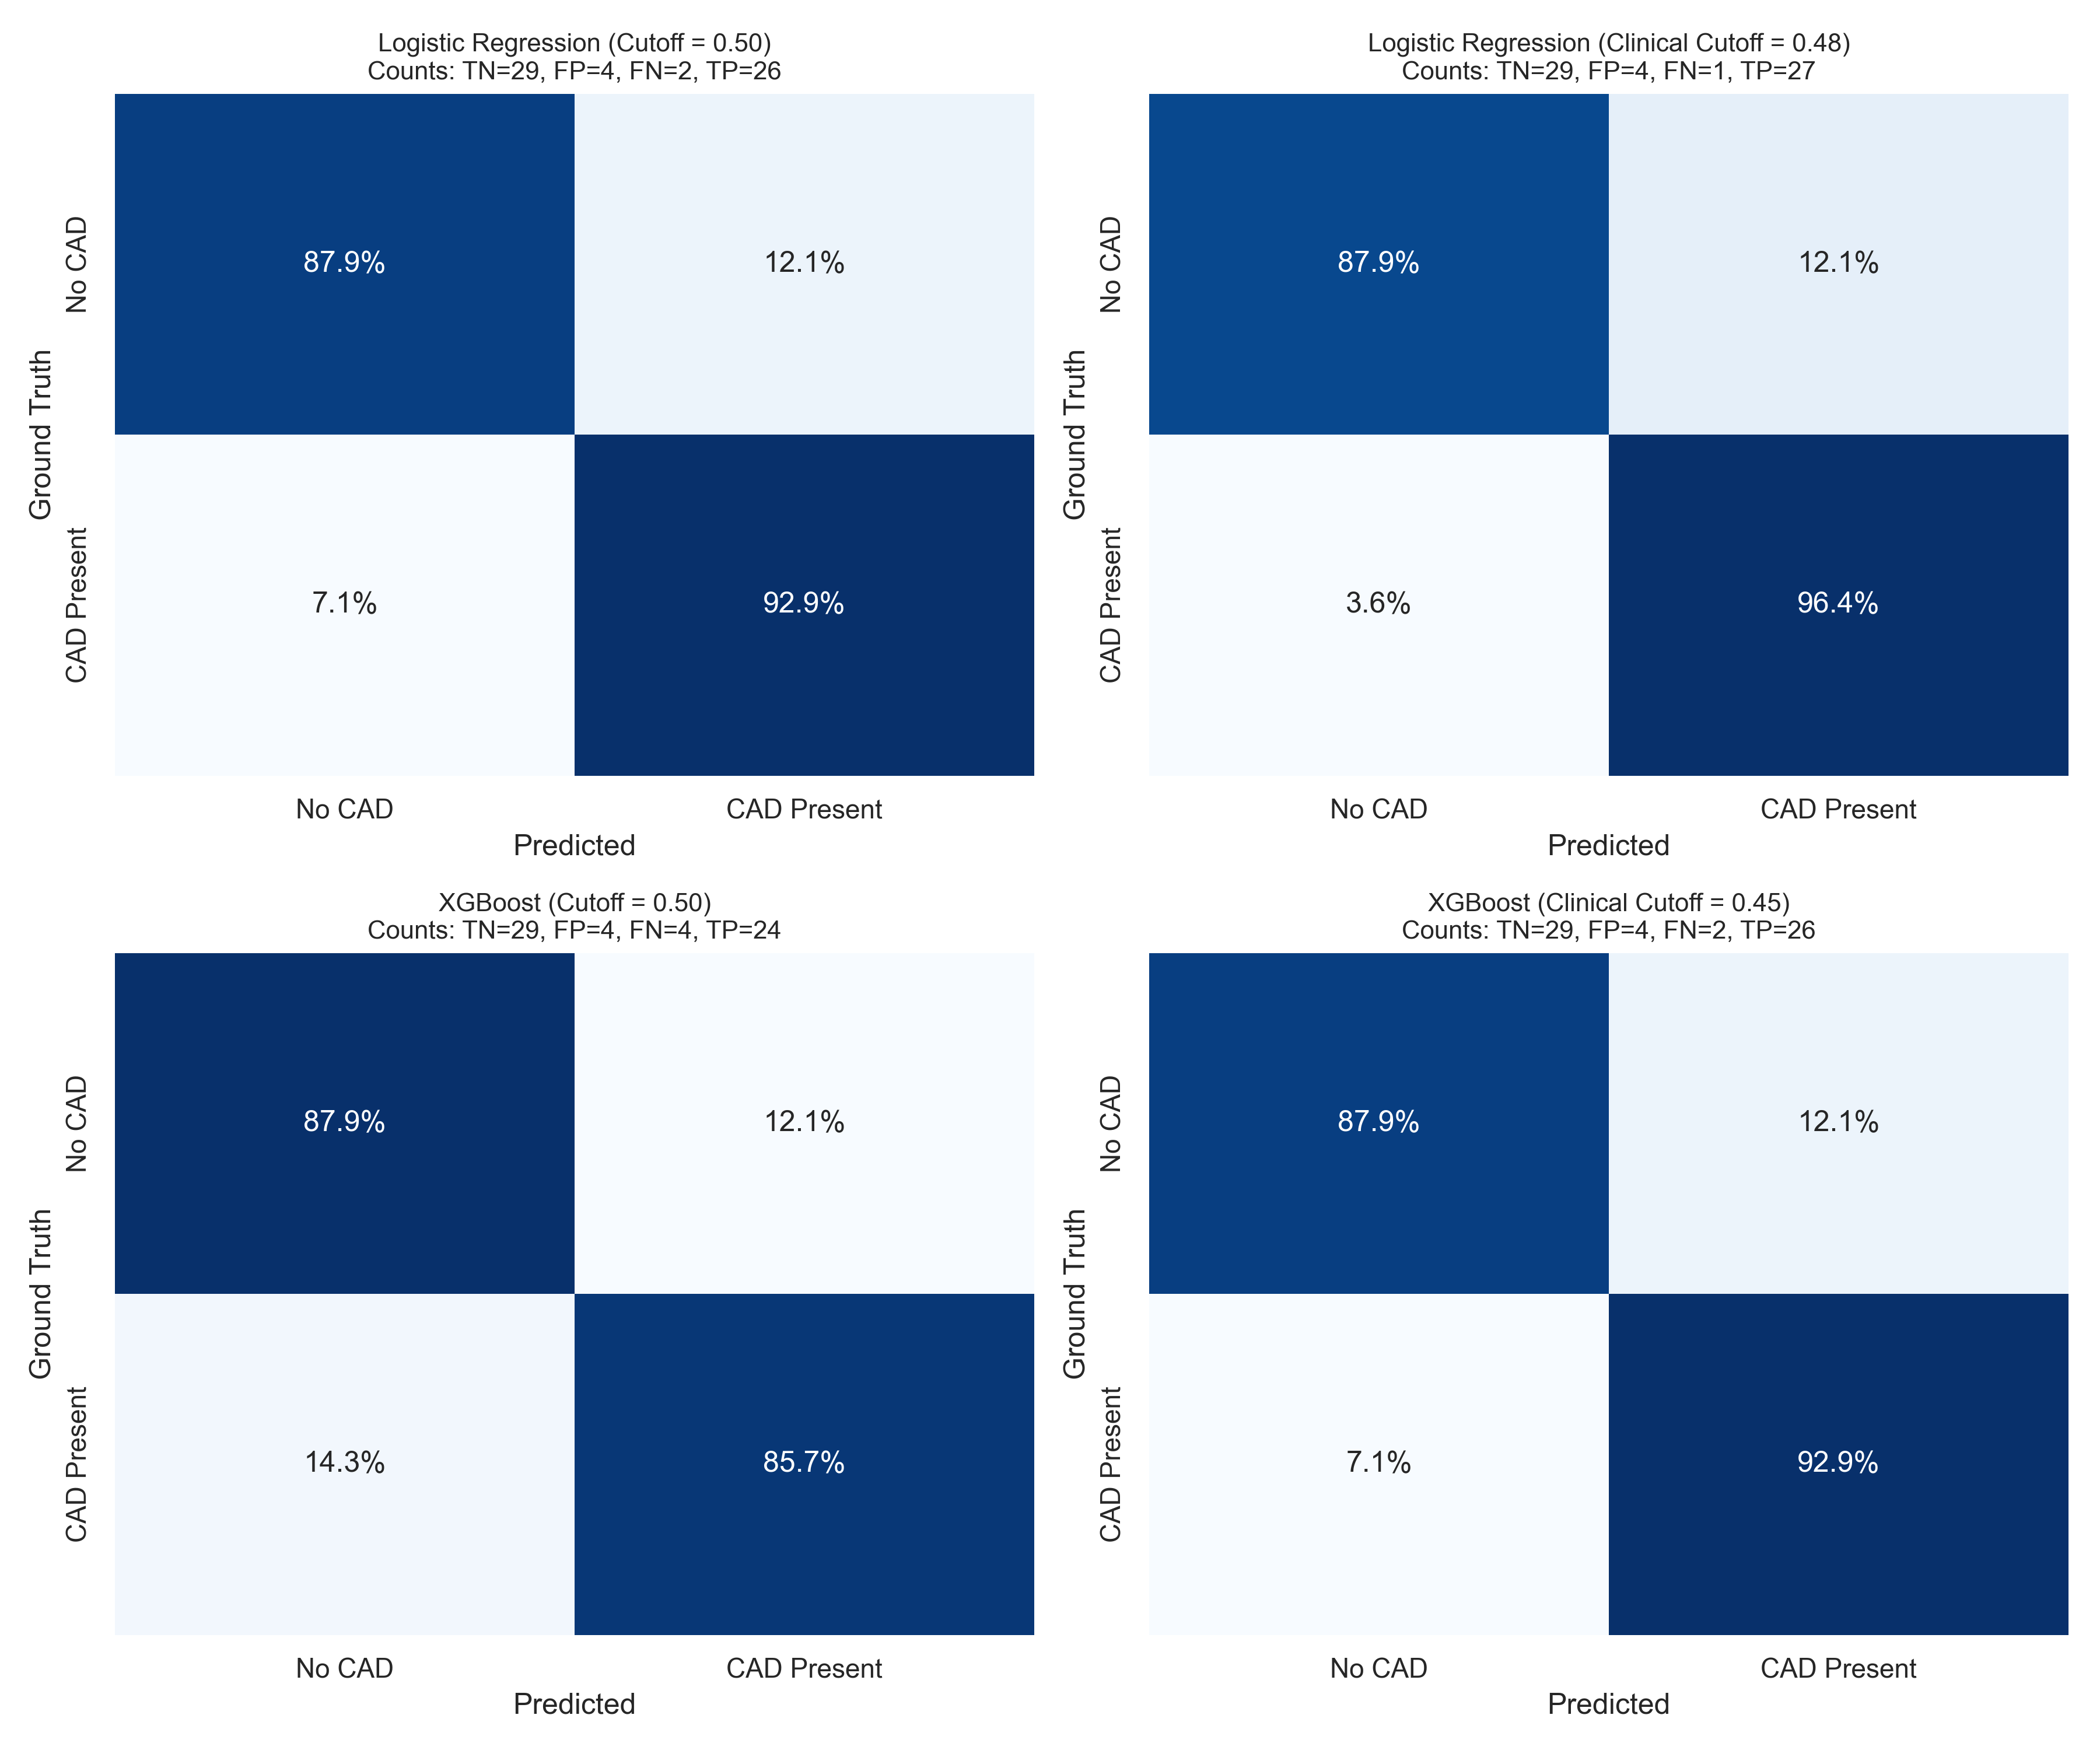 Logistic Regression (Cutoff = 0.50)
Counts: TN=29, FP=4, FN=2, TP=26
Ground Truth
No CAD
87.9%
12.1%
CAD Present
7.1%
92.9%
No CAD
CAD Present
Predicted
Logistic Regression (Clinical Cutoff = 0.48)
Counts: TN=29, FP=4, FN=1, TP=27
Ground Truth
No CAD
87.9%
12.1%
CAD Present
3.6%
96.4%
No CAD
CAD Present
Predicted
XGBoost (Cutoff = 0.50)
Counts: TN=29, FP=4, FN=4, TP=24
Ground Truth
No CAD
87.9%
12.1%
CAD Present
14.3%
85.7%
No CAD
CAD Present
Predicted
XGBoost (Clinical Cutoff = 0.45)
Counts: TN=29, FP=4, FN=2, TP=26
Ground Truth
No CAD
87.9%
12.1%
CAD Present
7.1%
92.9%
No CAD
CAD Present
Predicted